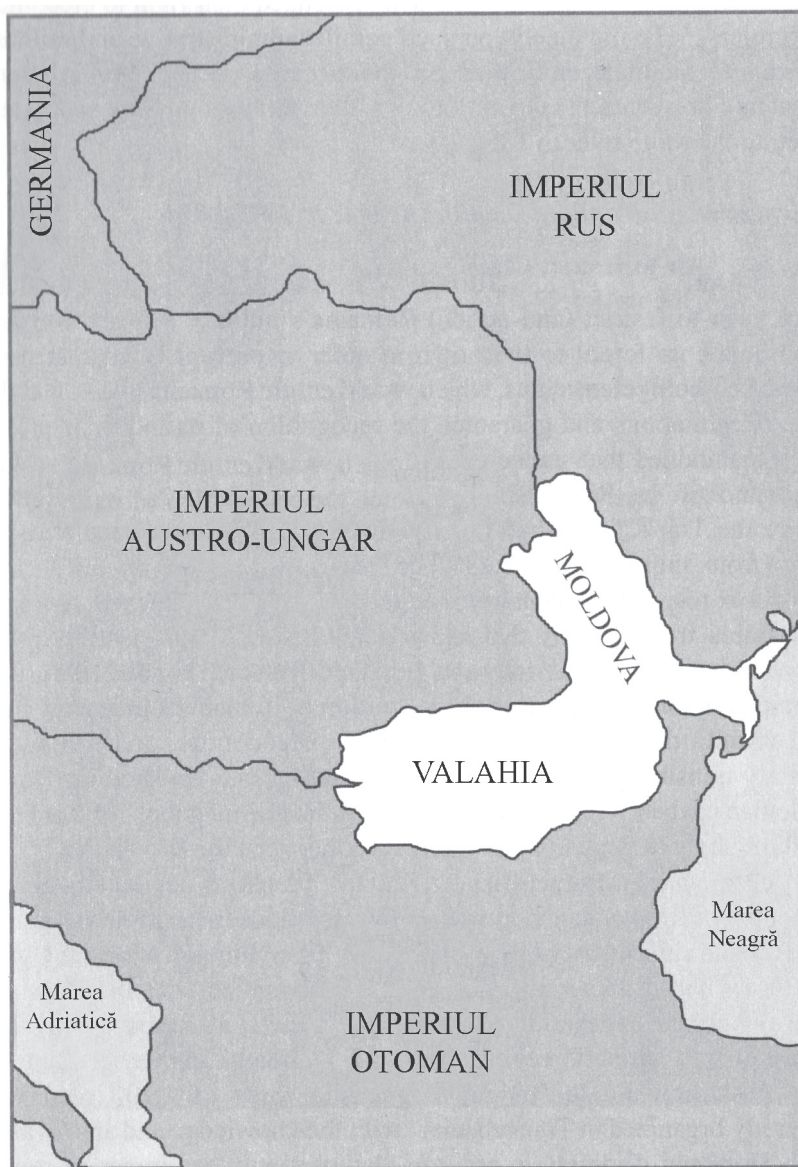 GERMANIA
IMPERIUL
RUS
IMPERIUL
AUSTRO-UNGAR
MOLDOVA
VALAHIA
Marea
Neagră
Marea
Adriatică
IMPERIUL
OTOMAN